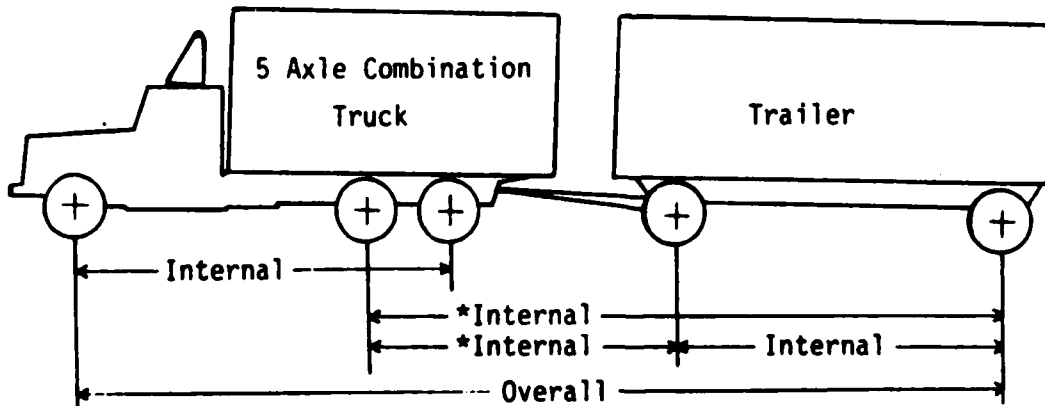 5 Axle Combination
Truck
Trailer
Internal
*Internal
*Internal
Internal
Overall